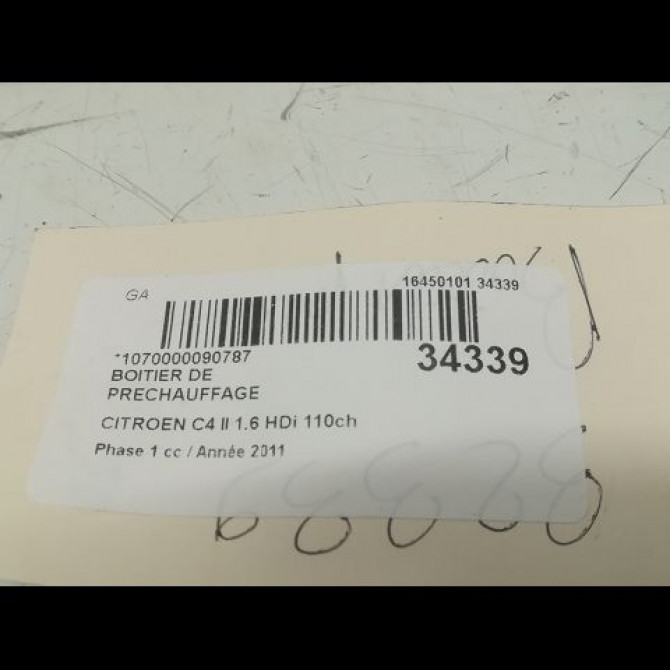 GA
16450101 34339
*1070000090787
34339
BOITIER DE
PRECHAUFFAGE
CITROEN C4 II 1.6 HDi 110ch
Phase 1 cc / Année 2011